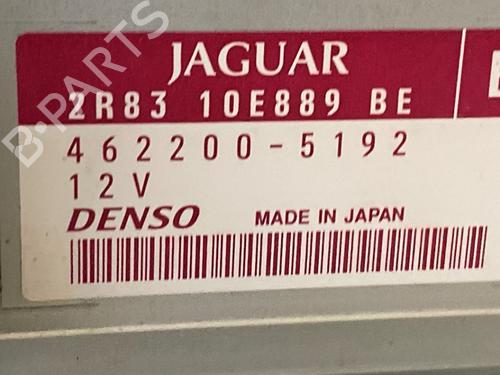 JAGUAR
2R83 10E889 BE
462200-5192
12V
DENSO MADE IN JAPAN
B-PARTS